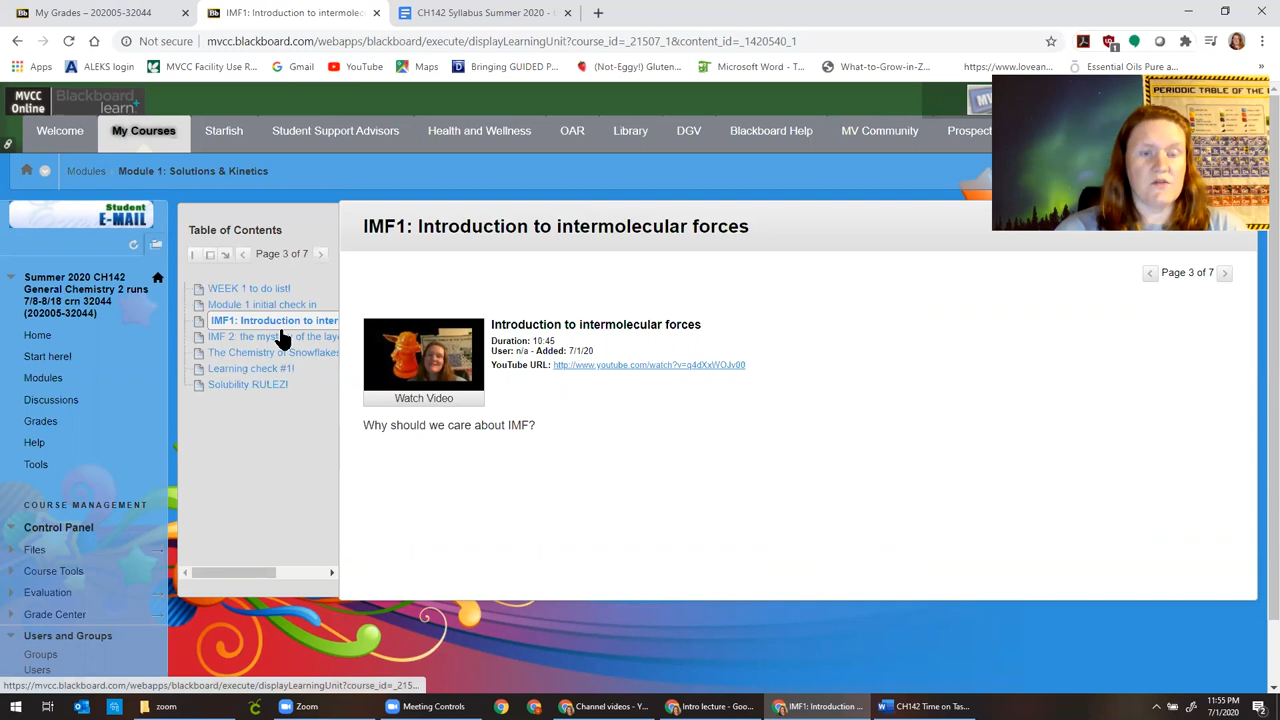 My Grades – 202005-32044
IMF1: Introduction to intermolecul
CH142 Syllabus Summer 2020 -
Not secure | mvcc.blackboard.com/webapps/blackboard/execute/displayLearningUnit?course_id=_21507_1&content_id=_1420540_1
Apps ALEKS login MVCC Facility Use R... Gmail YouTube Maps Bringing GUIDED P... (Not-Eggy!) Gluten... Microsoft Word - T... What-to-Grow-in-Z... https://www.lovean... Essential Oils Pure a... »
MVCC Online Blackboard learn+
PERIODIC TABLE OF THE
Welcome My Courses Starfish Student Support Advisors Health and Wellness OAR Library DGV Blackboard Help MV Community Prospect
Modules Module 1: Solutions & Kinetics
Student E-MAIL
Table of Contents
Page 3 of 7
WEEK 1 to do list!
Module 1 initial check in
IMF1: Introduction to inter
IMF 2: the mystery of the laye
The Chemistry of Snowflakes
Learning check #1!
Solubility RULEZ!
IMF1: Introduction to intermolecular forces
Page 3 of 7
Introduction to intermolecular forces
Duration: 10:45
User: n/a - Added: 7/1/20
YouTube URL: http://www.youtube.com/watch?v=q4dXxWOJv00
Watch Video
Why should we care about IMF?
Summer 2020 CH142
General Chemistry 2 runs
7/8-8/18 crn 32044
(202005-32044)
Home
Start here!
Modules
Discussions
Grades
Help
Tools
COURSE MANAGEMENT
Control Panel
Files
Course Tools
Evaluation
Grade Center
Users and Groups
Groups
Users
https://mvcc.blackboard.com/webapps/blackboard/execute/displayLearningUnit?course_id=_215...
zoom Zoom Meeting Controls Channel videos - Y... Intro lecture - Goo... IMF1: Introduction ... CH142 Time on Tas...
11:55 PM
7/1/2020